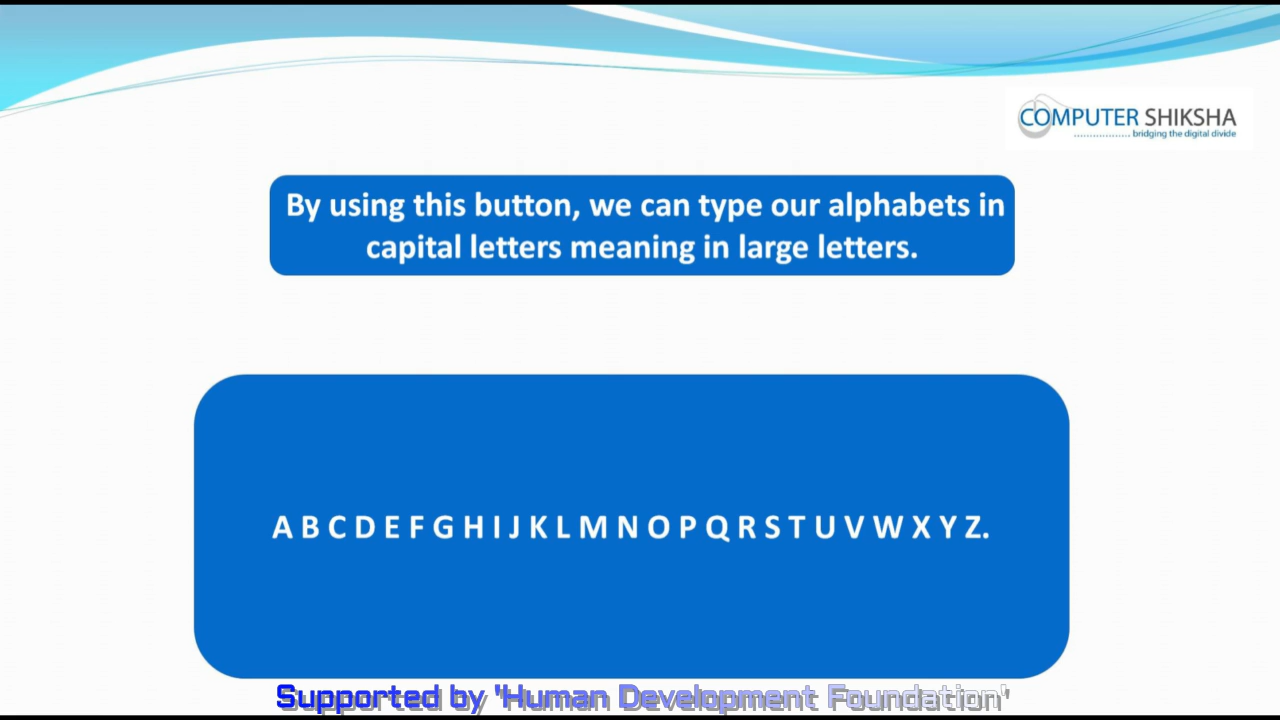 COMPUTER SHIKSHA
bridging the digital divide
By using this button, we can type our alphabets in
capital letters meaning in large letters.
A B C D E F G H I J K L M N O P Q R S T U V W X Y Z.
Supported by 'Human Development Foundation'